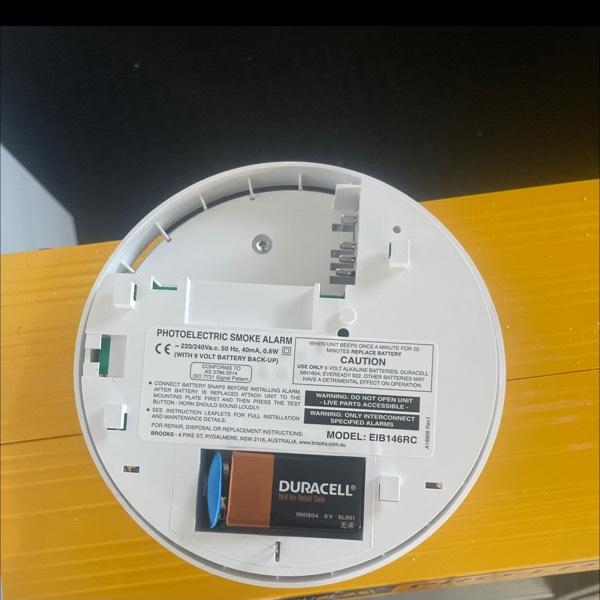 PHOTOELECTRIC SMOKE ALARM
CE ~ 220/240Va.c. 50 Hz, 40mA, 0.8W
(WITH 9 VOLT BATTERY BACK-UP)
CONFORMS TO
AS 3786:2014
ISO 7731 Signal Pattern
• CONNECT BATTERY SNAPS BEFORE INSTALLING ALARM.
AFTER BATTERY IS REPLACED ATTACH UNIT TO THE
MOUNTING PLATE FIRST AND THEN PRESS THE TEST
BUTTON - HORN SHOULD SOUND LOUDLY.
• SEE INSTRUCTION LEAFLETS FOR FULL INSTALLATION
AND MAINTENANCE DETAILS.
FOR REPAIR, DISPOSAL OR REPLACEMENT INSTRUCTIONS:
BROOKS - 4 PIKE ST, RYDALMERE, NSW 2116, AUSTRALIA, www.brooks.com.au
WHEN UNIT BEEPS ONCE A MINUTE FOR 20
MINUTES REPLACE BATTERY
CAUTION
USE ONLY 9 VOLT ALKALINE BATTERIES, DURACELL
MN1604, EVEREADY 522. OTHER BATTERIES MAY
HAVE A DETRIMENTAL EFFECT ON OPERATION
WARNING: DO NOT OPEN UNIT
- LIVE PARTS ACCESSIBLE -
WARNING: ONLY INTERCONNECT
SPECIFIED ALARMS
MODEL: EIB146RC
A18906 Rev1
DURACELL®
Not for Retail Sale
MN1604 9 V 6LR61
无汞